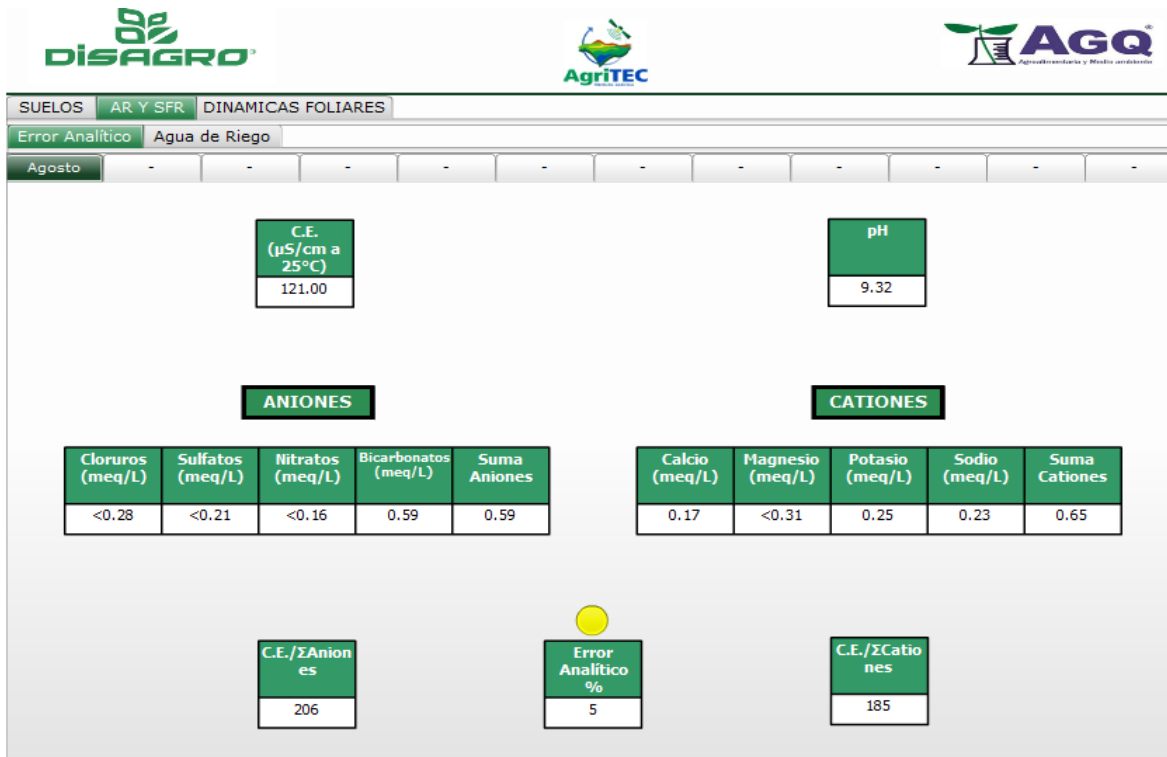 DISAGRO
AgriTEC
AGQ
Agroalimentaria y Medio ambiente
SUELOS AR Y SFR DINAMICAS FOLIARES
Error Analítico Agua de Riego
Agosto - - - - - - - - - - -
C.E.
(μS/cm a
25°C)
121.00
pH
9.32
ANIONES
CATIONES
Cloruros (meq/L) Sulfatos (meq/L) Nitratos (meq/L) Bicarbonatos (meq/L) Suma Aniones
<0.28 <0.21 <0.16 0.59 0.59
Calcio (meq/L) Magnesio (meq/L) Potasio (meq/L) Sodio (meq/L) Suma Cationes
0.17 <0.31 0.25 0.23 0.65
C.E./ΣAnion
es
206
Error
Analítico
%
5
C.E./ΣCatio
nes
185